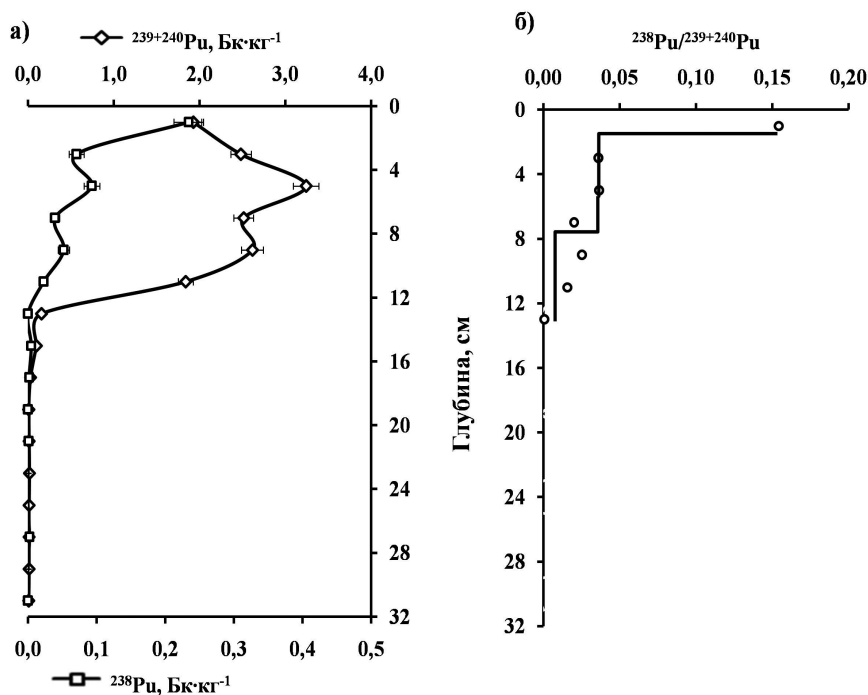 а)
²³⁹⁺²⁴⁰Pu, Бк·кг⁻¹
0,0 1,0 2,0 3,0 4,0
0
4
8
12
16
20
24
28
32
0,0 0,1 0,2 0,3 0,4 0,5
²³⁸Pu, Бк·кг⁻¹
б)
²³⁸Pu/²³⁹⁺²⁴⁰Pu
0,00 0,05 0,10 0,15 0,20
0
4
8
12
16
20
24
28
32
Глубина, см